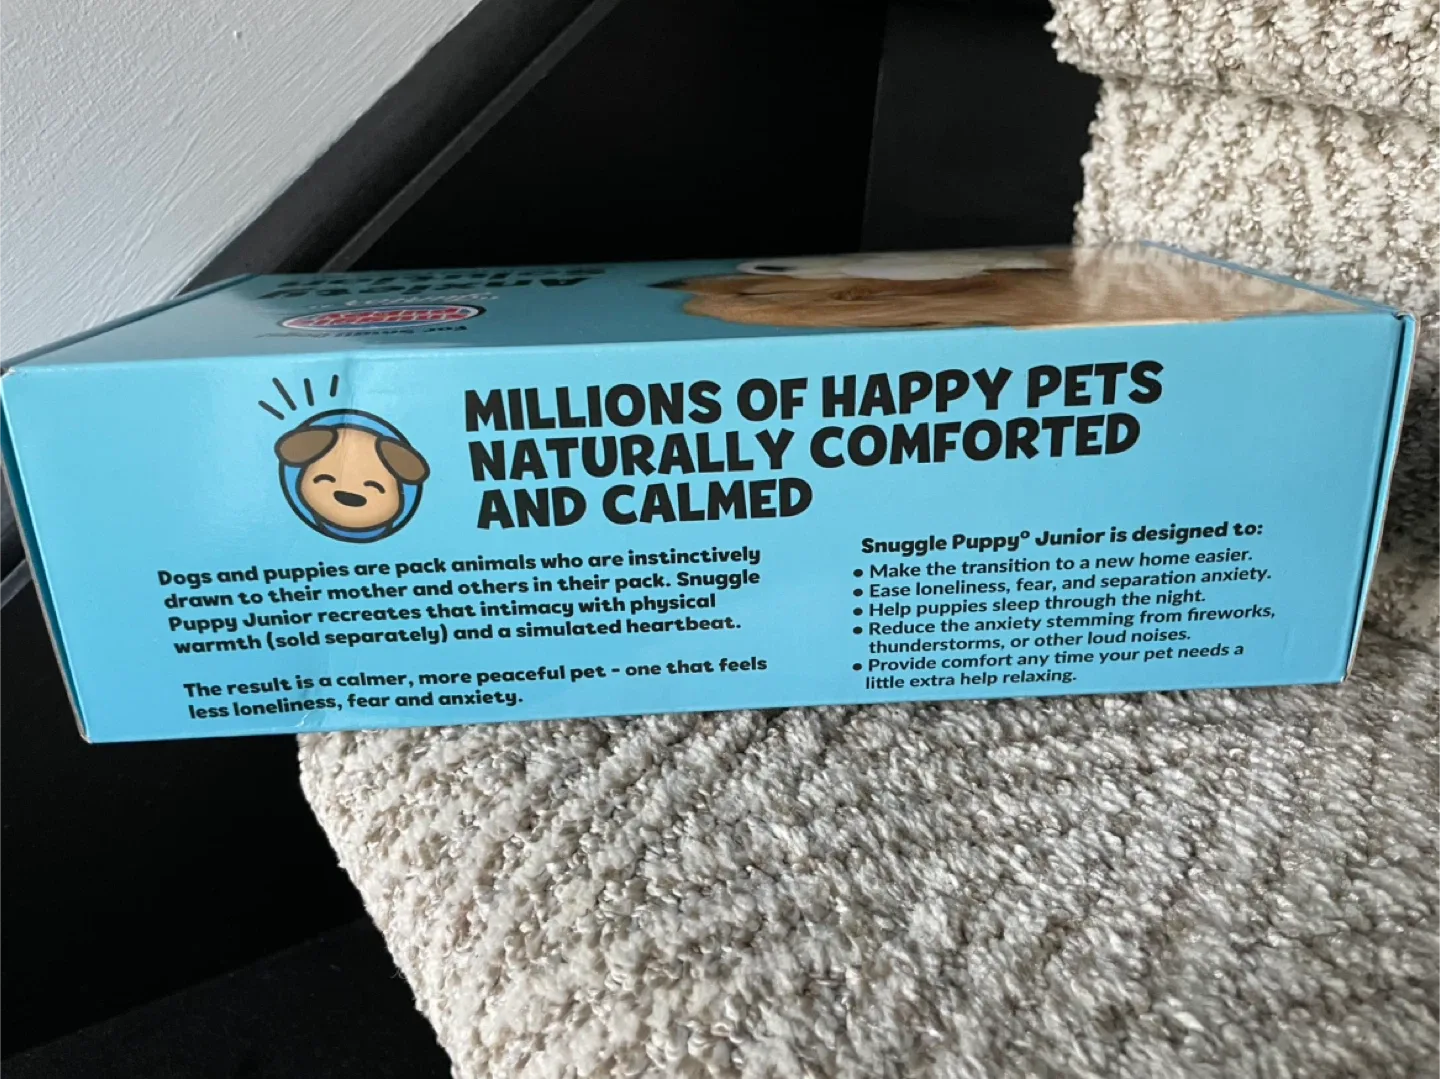 Anxiety
Solution
For Small Dogs!
MILLIONS OF HAPPY PETS
NATURALLY COMFORTED
AND CALMED
Dogs and puppies are pack animals who are instinctively
drawn to their mother and others in their pack. Snuggle
Puppy Junior recreates that intimacy with physical
warmth (sold separately) and a simulated heartbeat.
The result is a calmer, more peaceful pet - one that feels
less loneliness, fear and anxiety.
Snuggle Puppy® Junior is designed to:
• Make the transition to a new home easier.
• Ease loneliness, fear, and separation anxiety.
• Help puppies sleep through the night.
• Reduce the anxiety stemming from fireworks,
thunderstorms, or other loud noises.
• Provide comfort any time your pet needs a
little extra help relaxing.